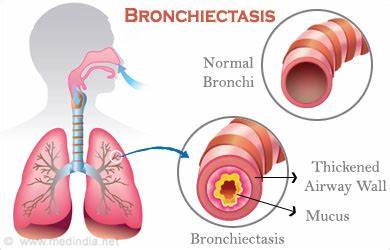 BRONCHIECTASIS
Normal
Bronchi
Thickened
Airway Wall
Mucus
Bronchiectasis
www.medindia.net